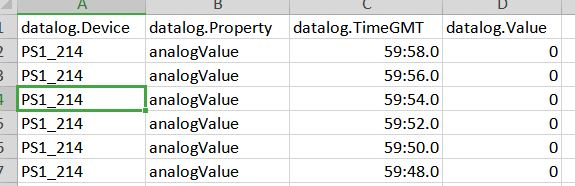 A B C D
1 datalog.Device datalog.Property datalog.TimeGMT datalog.Value
2 PS1_214 analogValue 59:58.0 0
3 PS1_214 analogValue 59:56.0 0
4 PS1_214 analogValue 59:54.0 0
5 PS1_214 analogValue 59:52.0 0
6 PS1_214 analogValue 59:50.0 0
7 PS1_214 analogValue 59:48.0 0